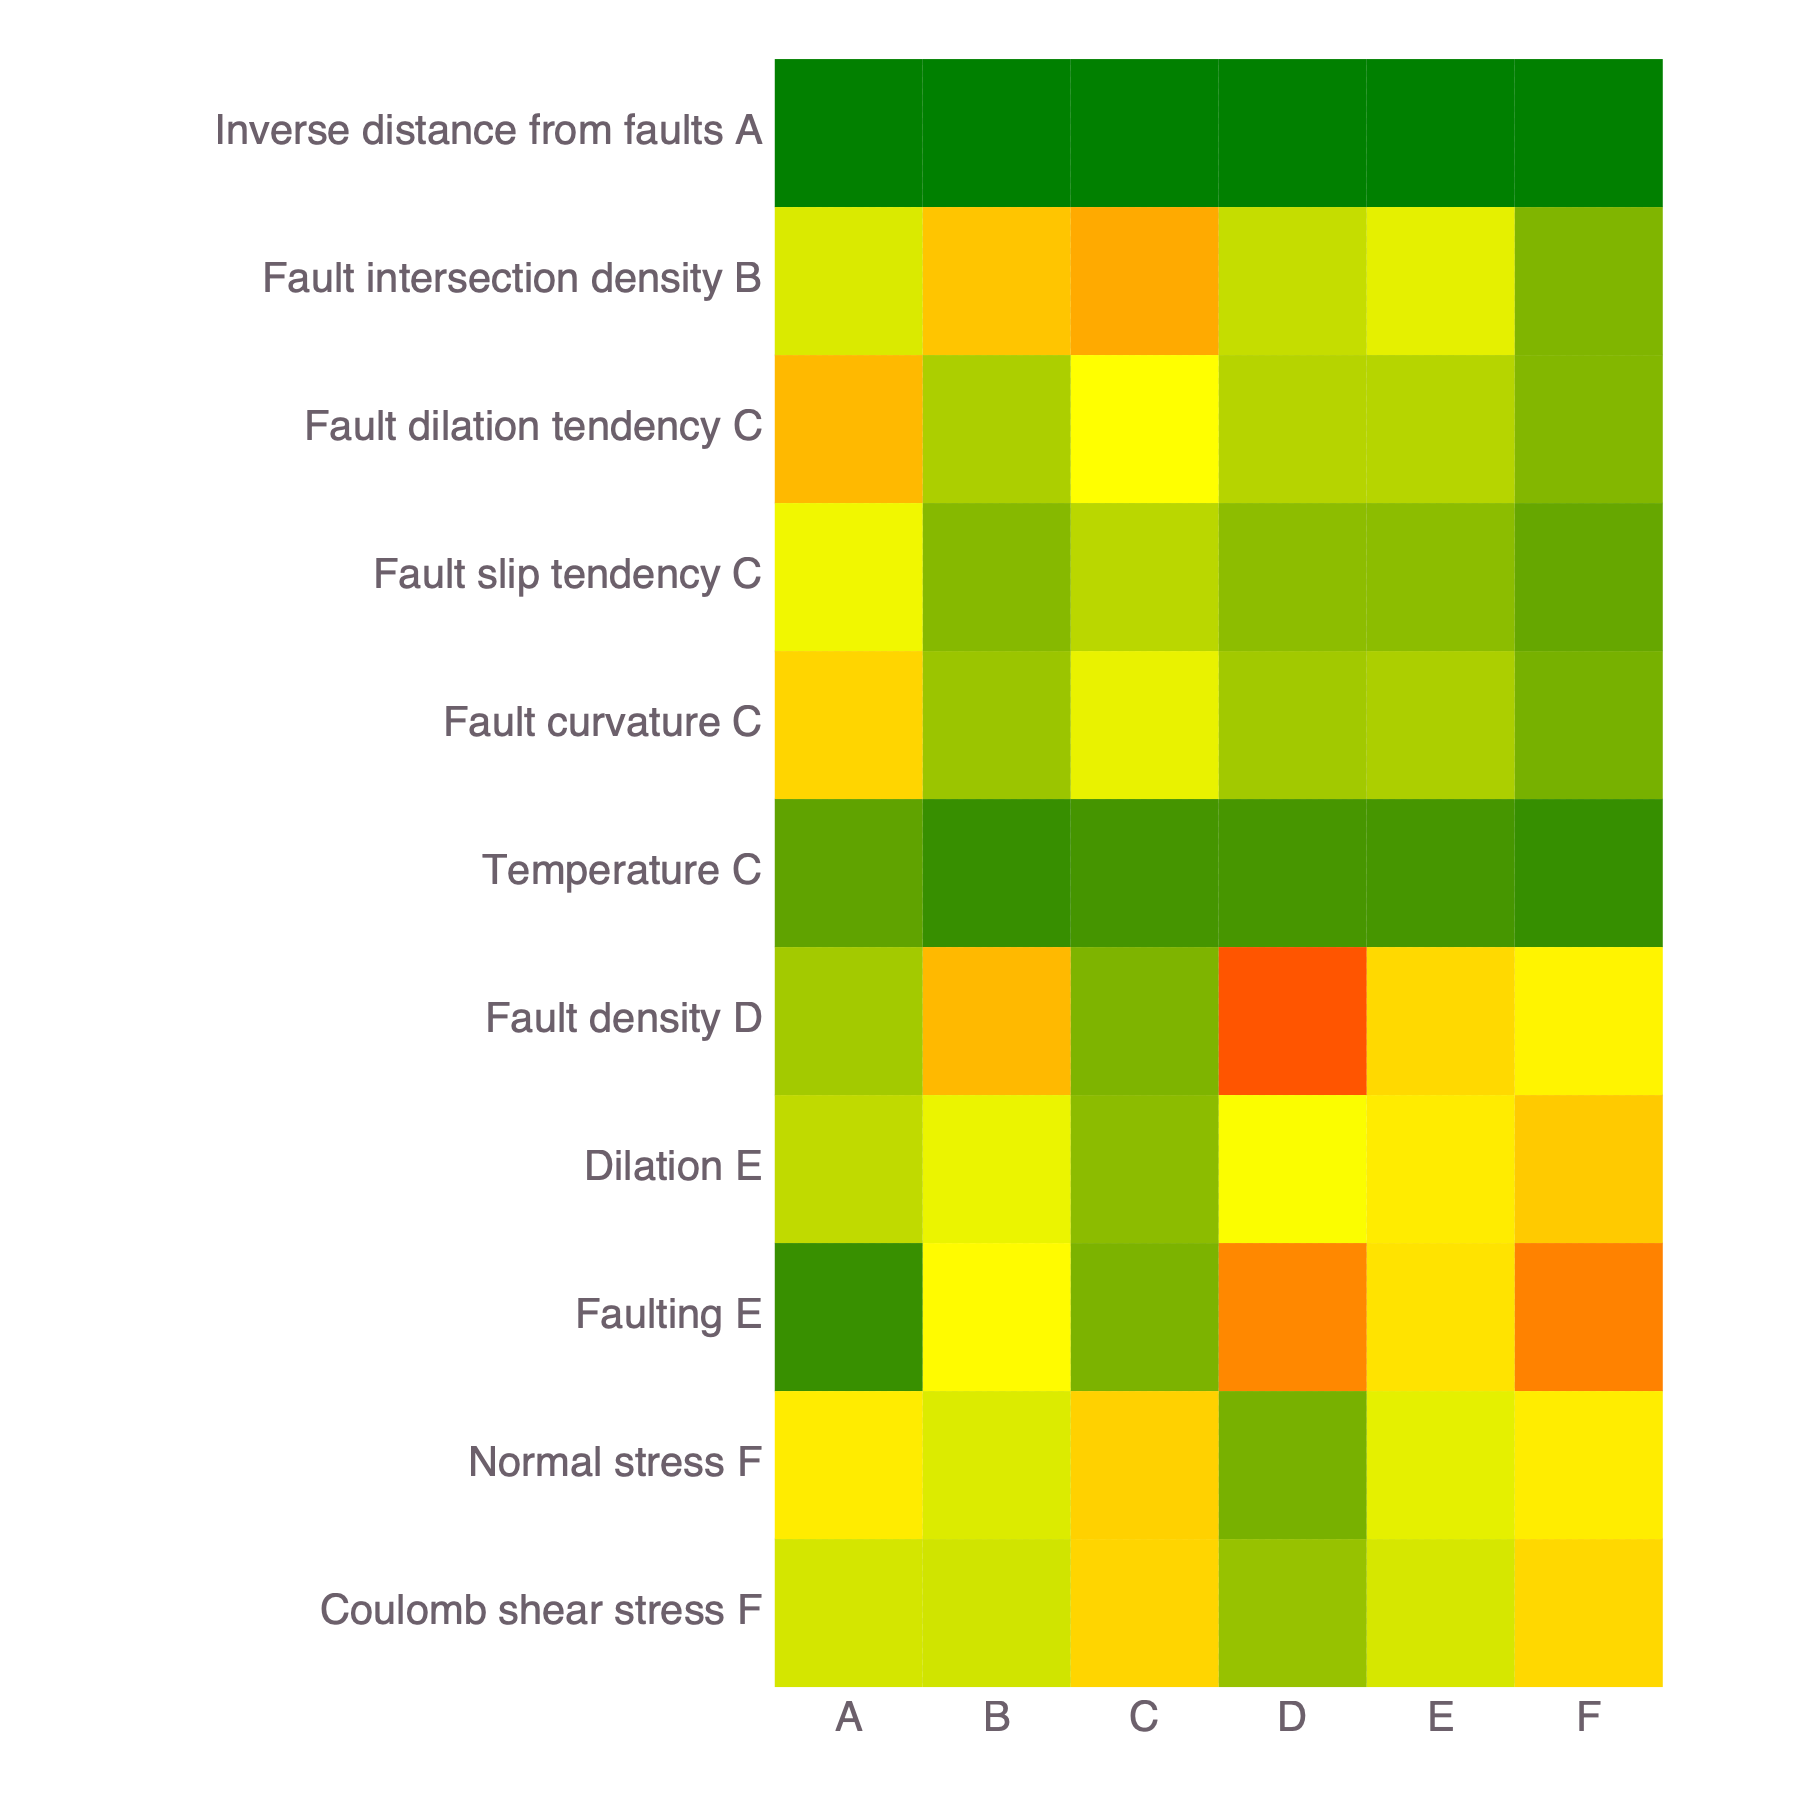 Inverse distance from faults A
Fault intersection density B
Fault dilation tendency C
Fault slip tendency C
Fault curvature C
Temperature C
Fault density D
Dilation E
Faulting E
Normal stress F
Coulomb shear stress F
A B C D E F